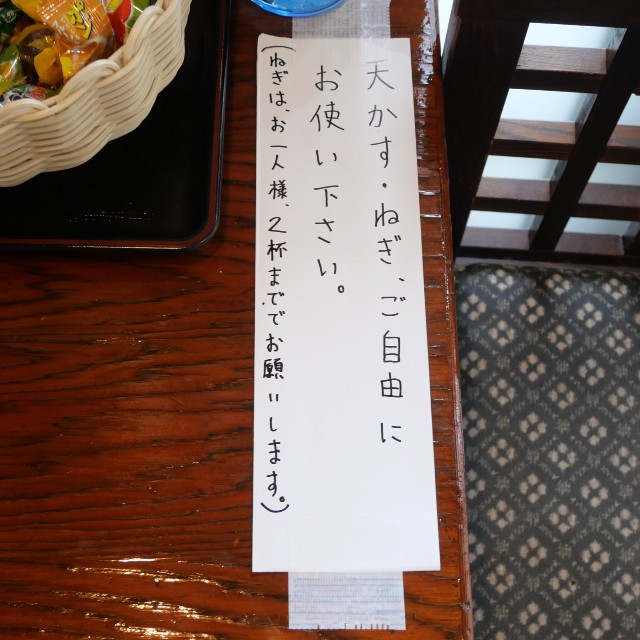 天かす・ねぎ、ご自由に
お使い下さい。
(ねぎは、お一人様、2杯まででお願いします。)